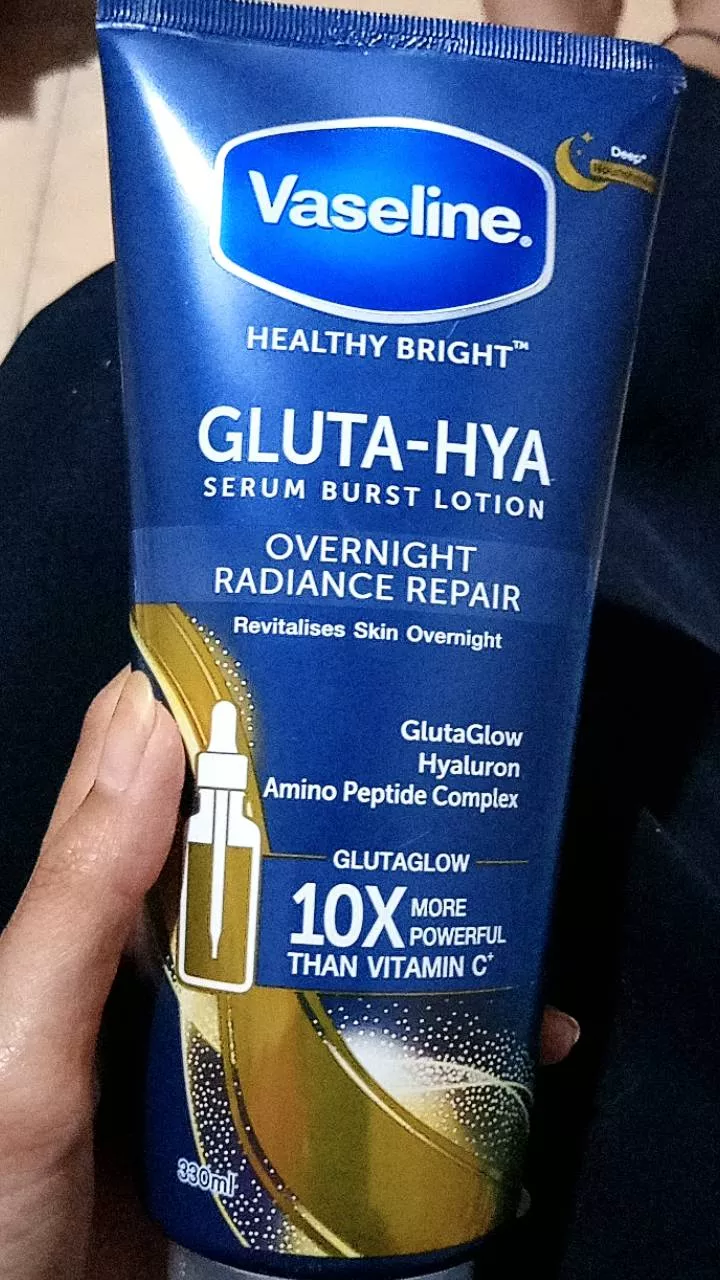 Vaseline.
Deep*
HEALTHY BRIGHT™
GLUTA-HYA
SERUM BURST LOTION
OVERNIGHT
RADIANCE REPAIR
Revitalises Skin Overnight
GlutaGlow
Hyaluron
Amino Peptide Complex
GLUTAGLOW
10X MORE
POWERFUL
THAN VITAMIN C⁺
330ml